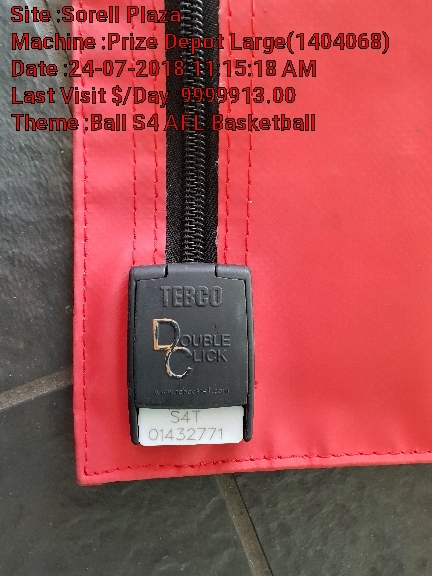 Site :Sorell Plaza
Machine :Prize Depot Large(1404068)
Date :24-07-2018 11:15:18 AM
Last Visit $/Day 9999913.00
Theme :Ball S4 AFL Basketball
TEBCO
DOUBLE
CLICK
S4T
01432771